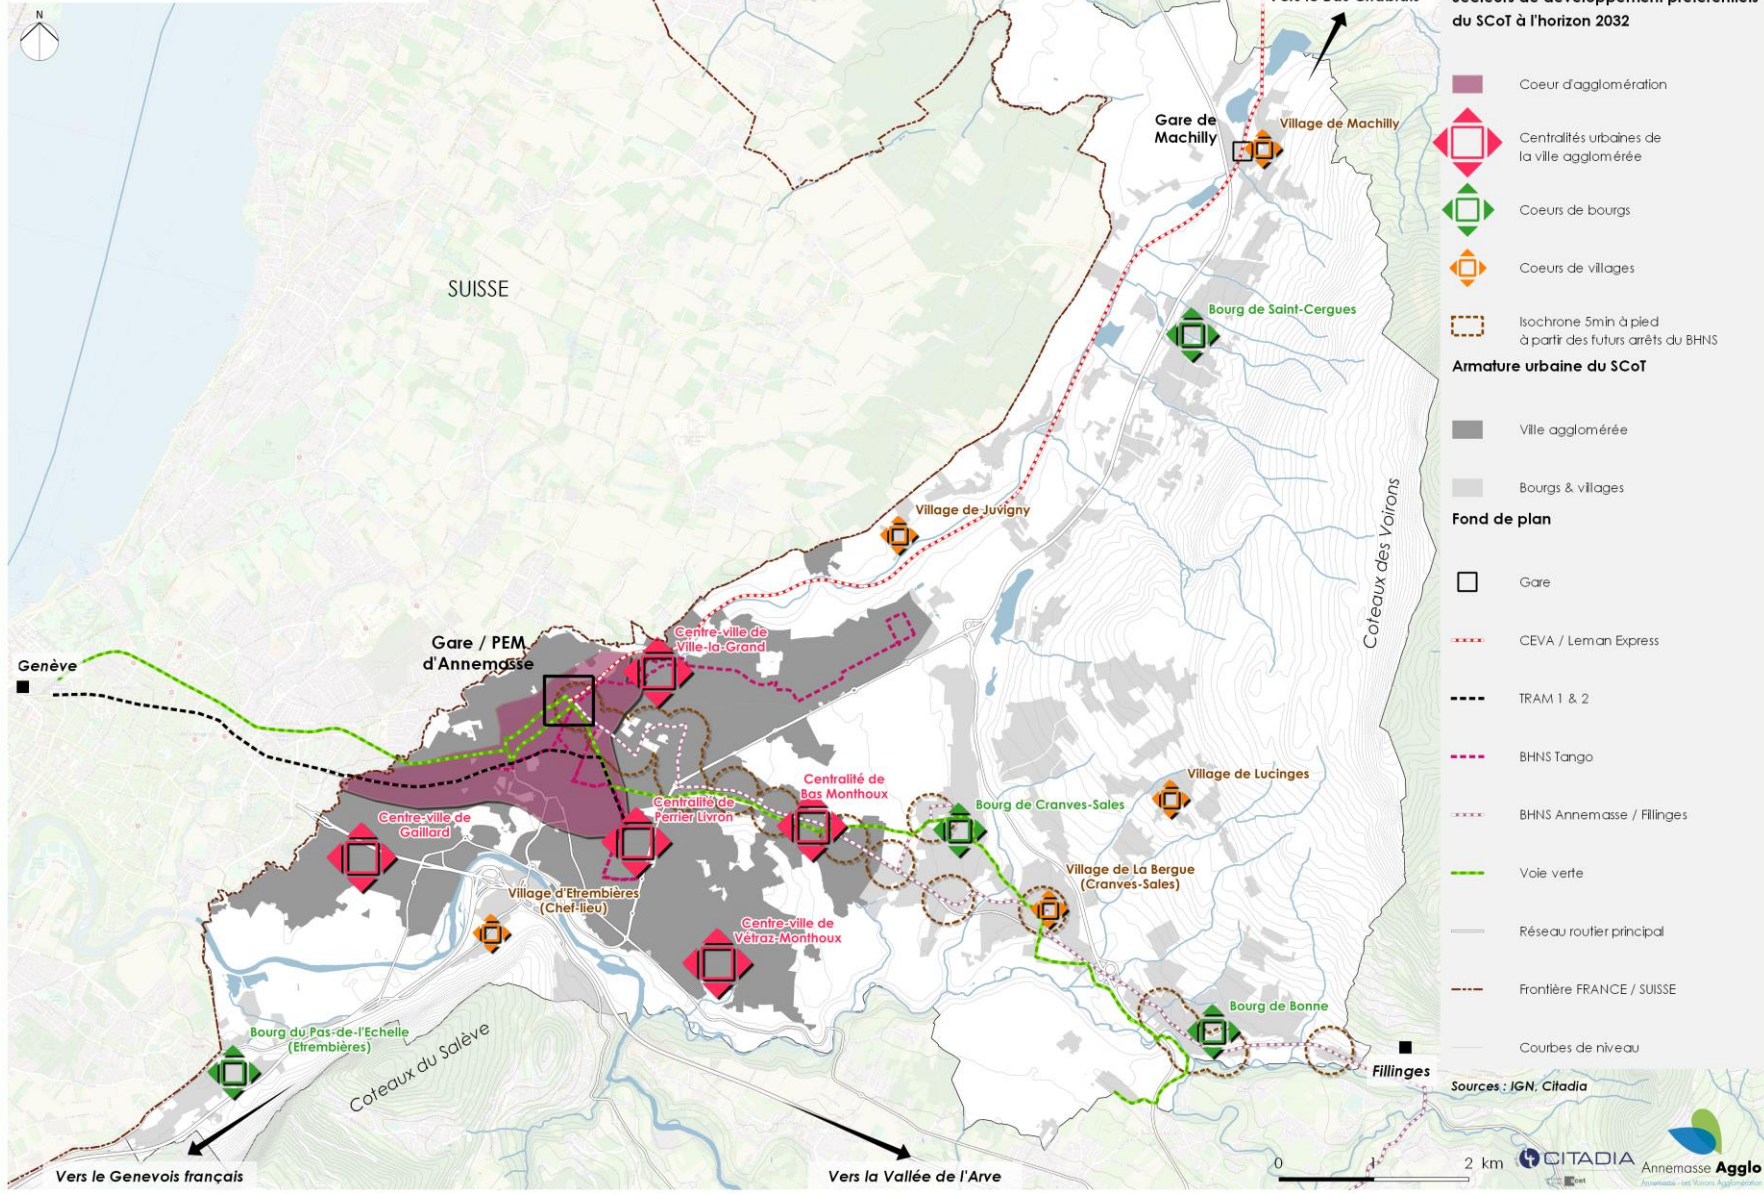 N
SUISSE
Gare de
Machilly
Village de Machilly
Bourg de Saint-Cergues
Village de Juvigny
Coteaux des Voirons
Gare / PEM
d'Annemasse
Genève
Centre-ville de
Ville-la-Grand
Centralité de
Bas Monthoux
Centralité de
Perrier Livron
Centre-ville de
Gaillard
Bourg de Cranves-Sales
Village de Lucinges
Village de La Bergue
(Cranves-Sales)
Village d'Etrembières
(Chef-lieu)
Centre-ville de
Vétraz-Monthoux
Bourg de Bonne
Bourg du Pas-de-l'Echelle
(Etrembières)
Coteaux du Salève
Fillinges
Vers le Genevois français
Vers la Vallée de l'Arve
du SCoT à l'horizon 2032
Coeur d'agglomération
Centralités urbaines de
la ville agglomérée
Coeurs de bourgs
Coeurs de villages
Isochrone 5min à pied
à partir des futurs arrêts du BHNS
Armature urbaine du SCoT
Ville agglomérée
Bourgs & villages
Fond de plan
Gare
CEVA / Leman Express
TRAM 1 & 2
BHNS Tango
BHNS Annemasse / Fillinges
Voie verte
Réseau routier principal
Frontière FRANCE / SUISSE
Courbes de niveau
Sources : IGN, Citadia
0 1 2 km
CITADIA
Annemasse Agglo
Annemasse - Les Voirons Agglomération